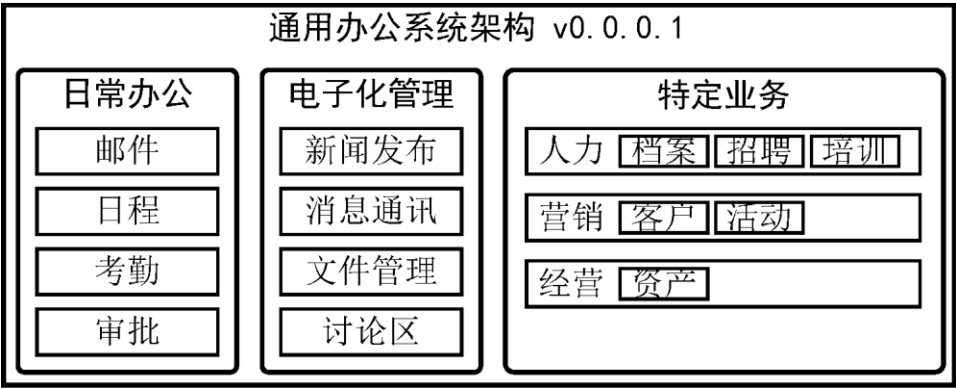 通用办公系统架构 v0.0.0.1
日常办公
邮件
日程
考勤
审批
电子化管理
新闻发布
消息通讯
文件管理
讨论区
特定业务
人力 档案 招聘 培训
营销 客户 活动
经营 资产